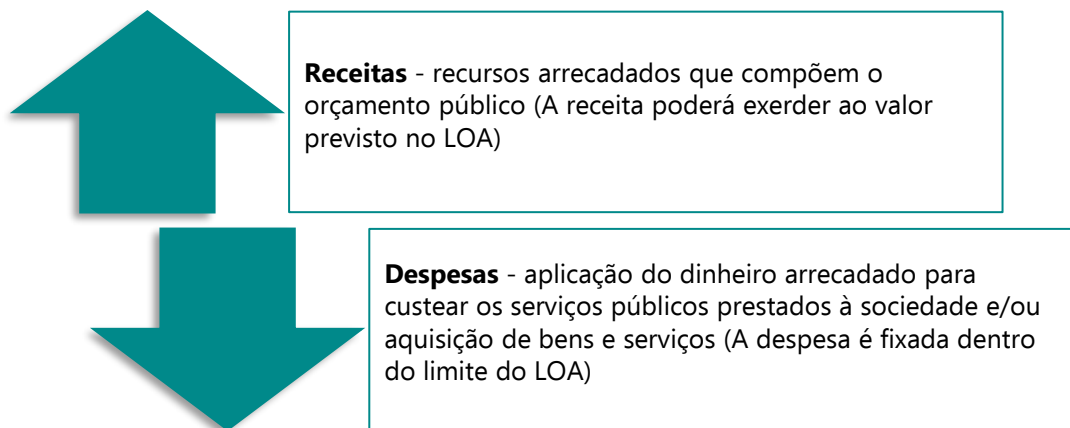 Receitas - recursos arrecadados que compõem o
orçamento público (A receita poderá exerder ao valor
previsto no LOA)
Despesas - aplicação do dinheiro arrecadado para
custear os serviços públicos prestados à sociedade e/ou
aquisição de bens e serviços (A despesa é fixada dentro
do limite do LOA)